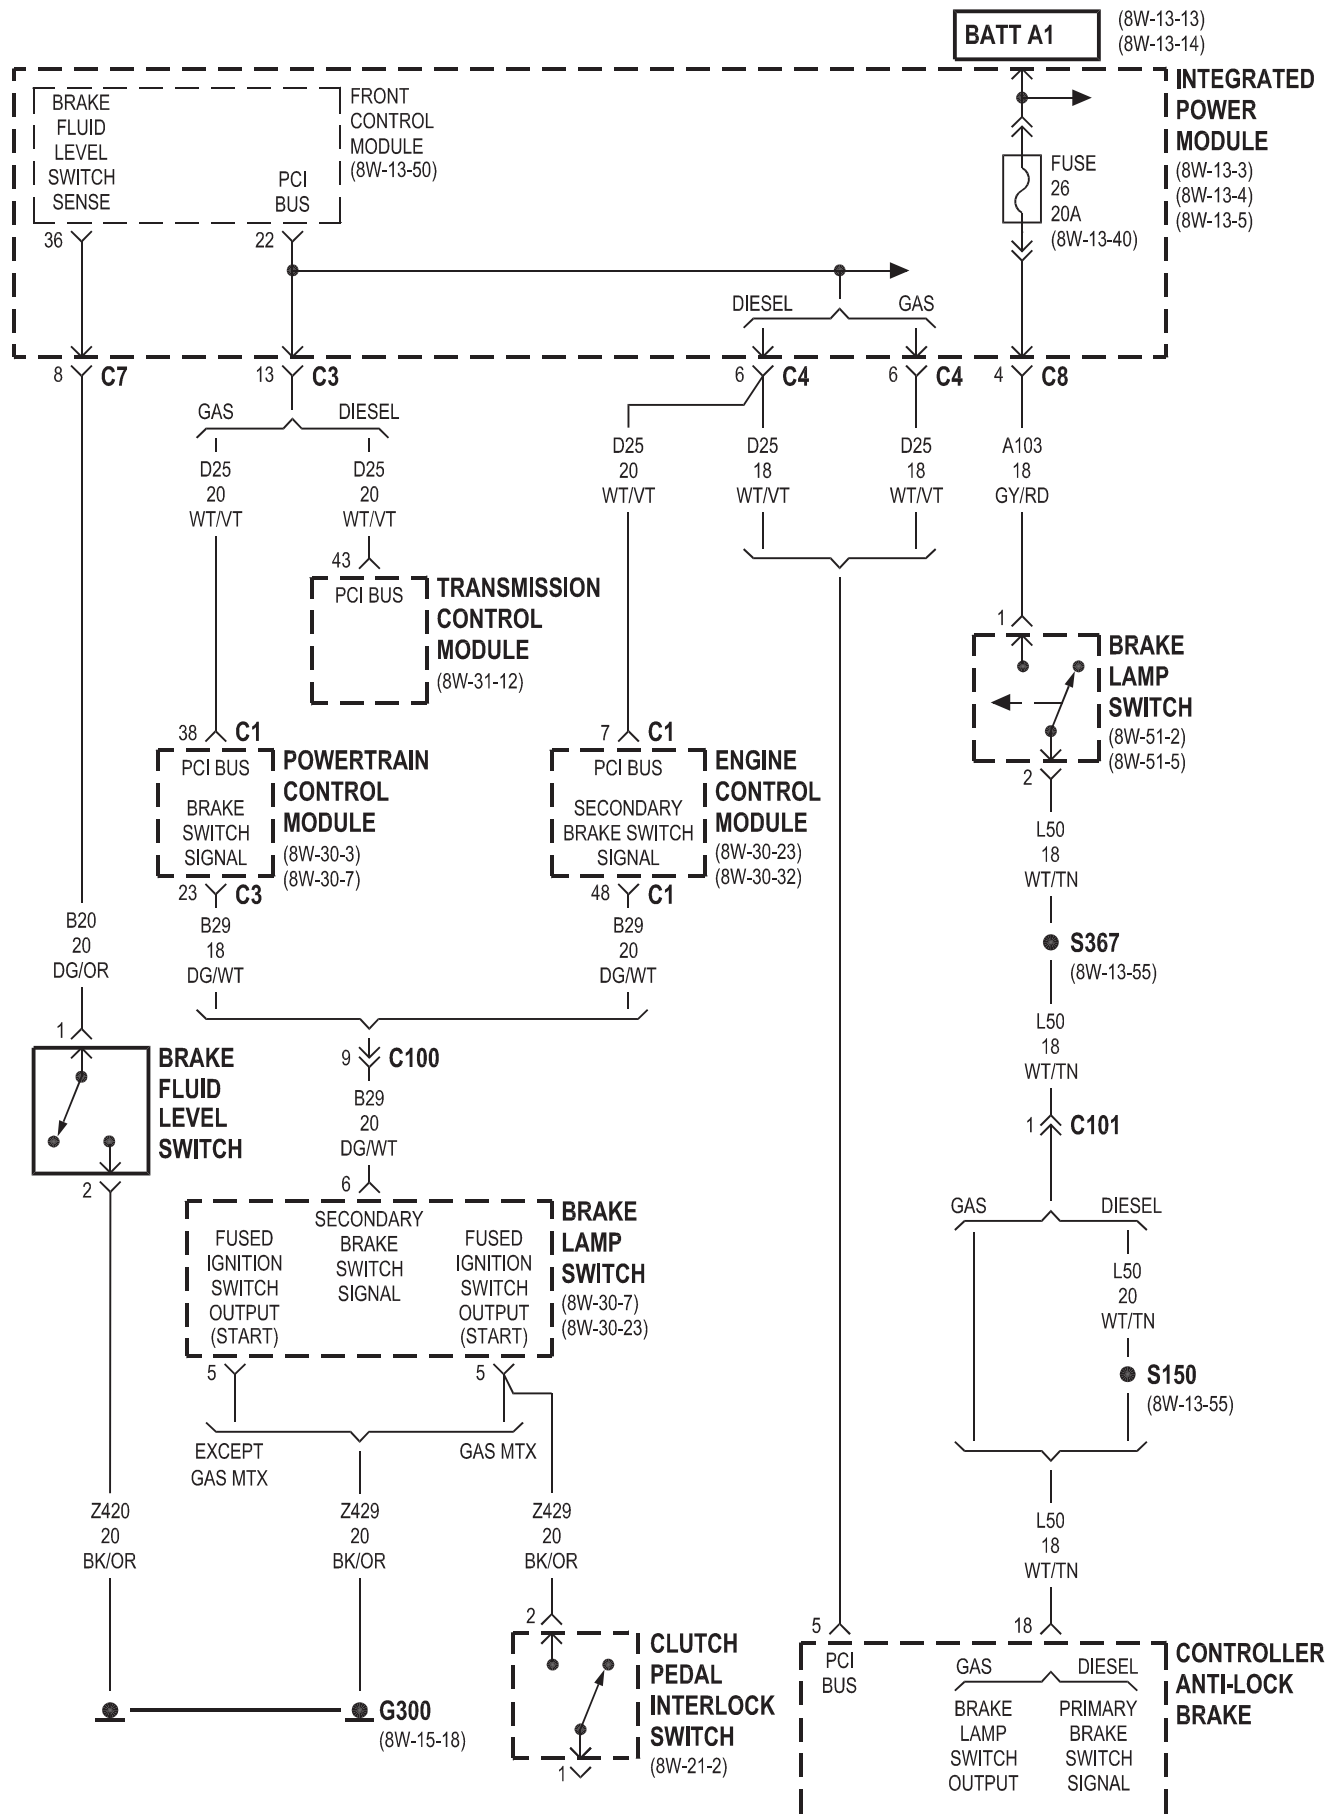 BATT A1
(8W-13-13)
(8W-13-14)
INTEGRATED
POWER
MODULE
(8W-13-3)
(8W-13-4)
(8W-13-5)
BRAKE
FLUID
LEVEL
SWITCH
SENSE
PCI
BUS
FRONT
CONTROL
MODULE
(8W-13-50)
FUSE
26
20A
(8W-13-40)
36
22
DIESEL
GAS
8
C7
13
C3
6
C4
6
C4
4
C8
GAS
DIESEL
D25
20
WT/VT
D25
20
WT/VT
D25
20
WT/VT
D25
18
WT/VT
D25
18
WT/VT
A103
18
GY/RD
43
PCI BUS
TRANSMISSION
CONTROL
MODULE
(8W-31-12)
1
BRAKE
LAMP
SWITCH
(8W-51-2)
(8W-51-5)
2
38
C1
PCI BUS
BRAKE
SWITCH
SIGNAL
POWERTRAIN
CONTROL
MODULE
(8W-30-3)
(8W-30-7)
23
C3
7
C1
PCI BUS
SECONDARY
BRAKE SWITCH
SIGNAL
ENGINE
CONTROL
MODULE
(8W-30-23)
(8W-30-32)
48
C1
L50
18
WT/TN
B20
20
DG/OR
B29
18
DG/WT
B29
20
DG/WT
S367
(8W-13-55)
L50
18
WT/TN
1
BRAKE
FLUID
LEVEL
SWITCH
2
9
C100
B29
20
DG/WT
6
1
C101
GAS
DIESEL
FUSED
IGNITION
SWITCH
OUTPUT
(START)
SECONDARY
BRAKE
SWITCH
SIGNAL
FUSED
IGNITION
SWITCH
OUTPUT
(START)
BRAKE
LAMP
SWITCH
(8W-30-7)
(8W-30-23)
L50
20
WT/TN
5
5
S150
(8W-13-55)
EXCEPT
GAS MTX
GAS MTX
Z420
20
BK/OR
Z429
20
BK/OR
Z429
20
BK/OR
L50
18
WT/TN
2
CLUTCH
PEDAL
INTERLOCK
SWITCH
(8W-21-2)
1
G300
(8W-15-18)
5
18
PCI
BUS
GAS
DIESEL
BRAKE
LAMP
SWITCH
OUTPUT
PRIMARY
BRAKE
SWITCH
SIGNAL
CONTROLLER
ANTI-LOCK
BRAKE